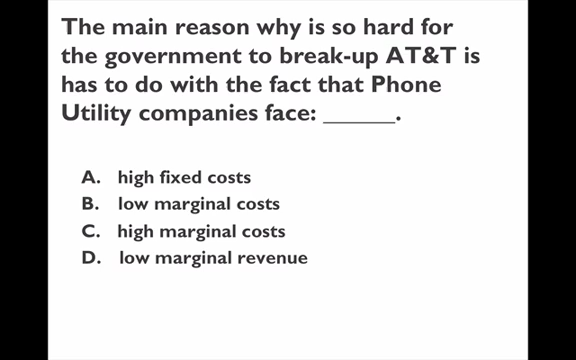 The main reason why is so hard for
the government to break-up AT&T is
has to do with the fact that Phone
Utility companies face: ______.
A. high fixed costs
B. low marginal costs
C. high marginal costs
D. low marginal revenue